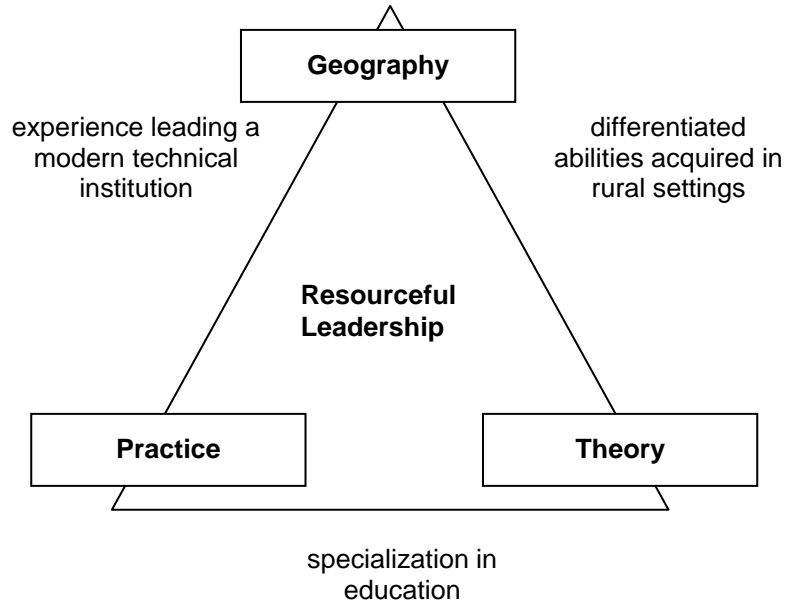 Geography
experience leading a
modern technical
institution
differentiated
abilities acquired in
rural settings
Resourceful
Leadership
Practice
Theory
specialization in
education